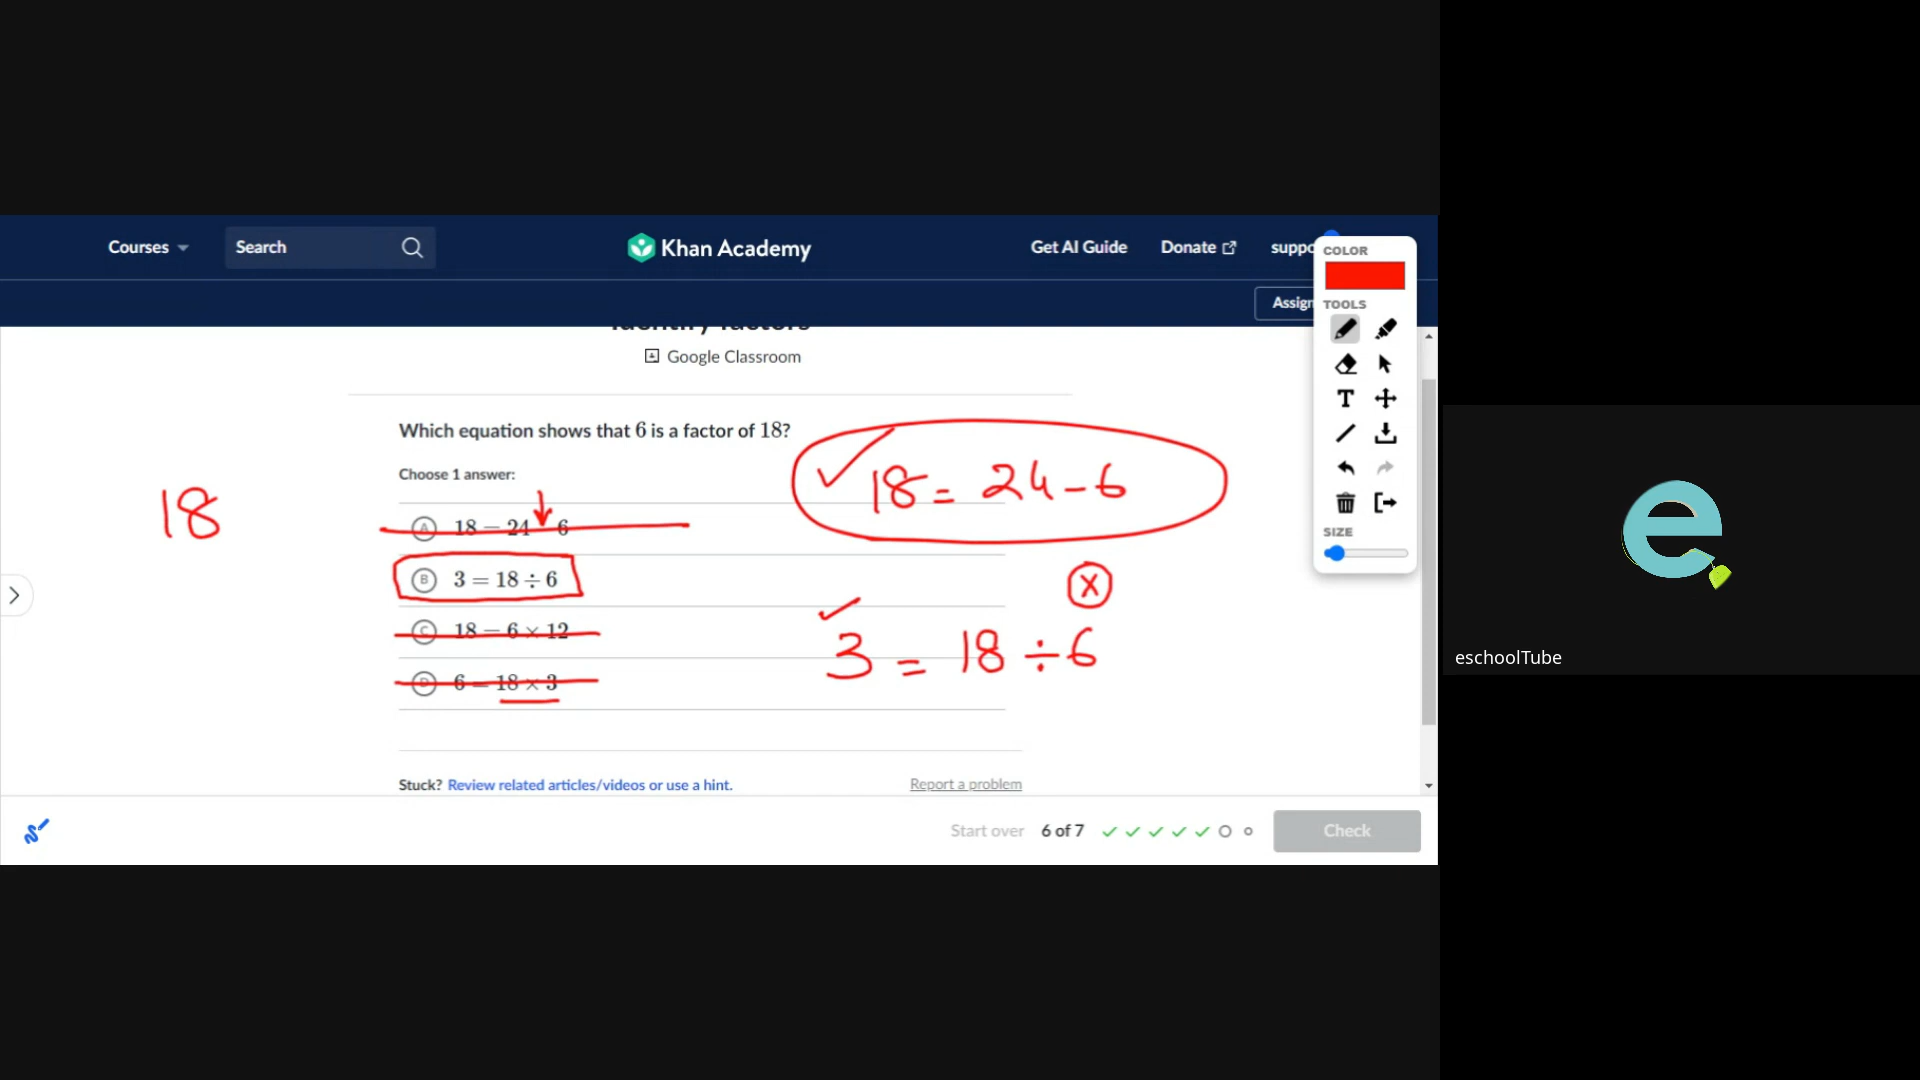 Courses
Search
Khan Academy
Get AI Guide
Donate
suppo
Assign
COLOR
TOOLS
T
SIZE
Identify factors
Google Classroom
Which equation shows that 6 is a factor of 18?
Choose 1 answer:
A 18 = 24 - 6
B 3 = 18 ÷ 6
C 18 = 6 × 12
D 6 = 18 × 3
18
18 = 24 - 6
x
3 = 18 ÷ 6
Stuck? Review related articles/videos or use a hint.
Report a problem
Start over
6 of 7
Check
e
eschoolTube